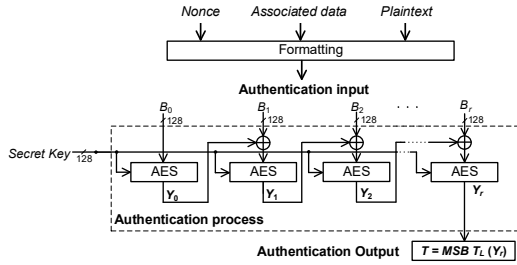 Nonce Associated data Plaintext
Formatting
Authentication input
B0 B1 B2 . . . Br
128 128 128 128
Secret Key 128
AES AES AES AES
Y0 Y1 Y2 Yr
Authentication process
Authentication Output T = MSB TL (Yr)